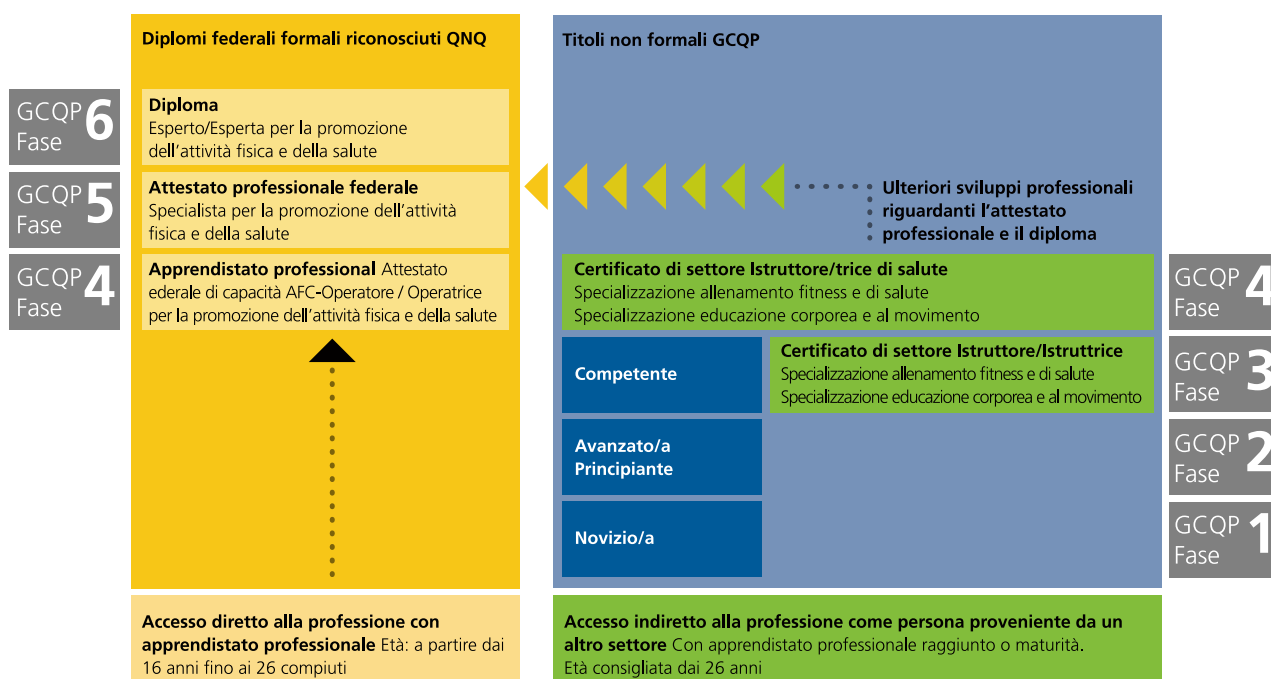 Diplomi federali formali riconosciuti QNQ
GCQP Fase 6
Diploma
Esperto/Esperta per la promozione
dell'attività fisica e della salute
GCQP Fase 5
Attestato professionale federale
Specialista per la promozione dell'attività
fisica e della salute
GCQP Fase 4
Apprendistato professional Attestato
ederale di capacità AFC-Operatore / Operatrice
per la promozione dell'attività fisica e della salute
Accesso diretto alla professione con
apprendistato professionale Età: a partire dai
16 anni fino ai 26 compiuti
Titoli non formali GCQP
Ulteriori sviluppi professionali
riguardanti l'attestato
professionale e il diploma
Certificato di settore Istruttore/trice di salute
Specializzazione allenamento fitness e di salute
Specializzazione educazione corporea e al movimento
GCQP Fase 4
Competente
Certificato di settore Istruttore/Istruttrice
Specializzazione allenamento fitness e di salute
Specializzazione educazione corporea e al movimento
GCQP Fase 3
Avanzato/a
Principiante
GCQP Fase 2
Novizio/a
GCQP Fase 1
Accesso indiretto alla professione come persona proveniente da un
altro settore Con apprendistato professionale raggiunto o maturità.
Età consigliata dai 26 anni